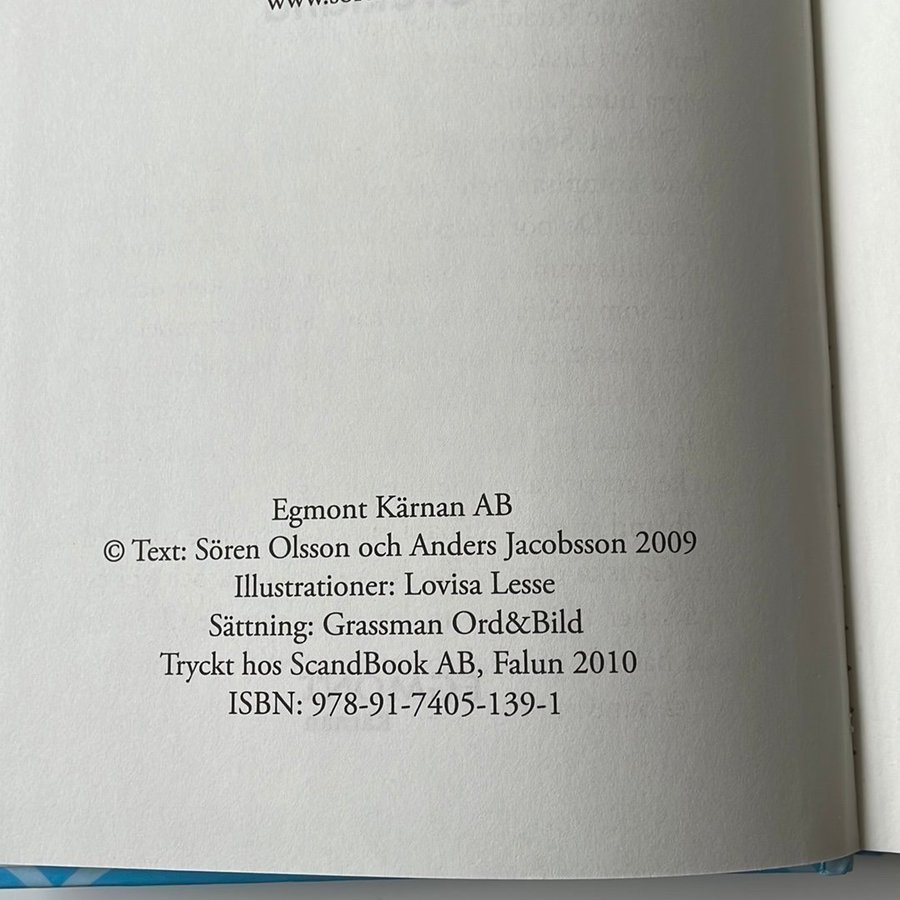 Egmont Kärnan AB
© Text: Sören Olsson och Anders Jacobsson 2009
Illustrationer: Lovisa Lesse
Sättning: Grassman Ord&Bild
Tryckt hos ScandBook AB, Falun 2010
ISBN: 978-91-7405-139-1